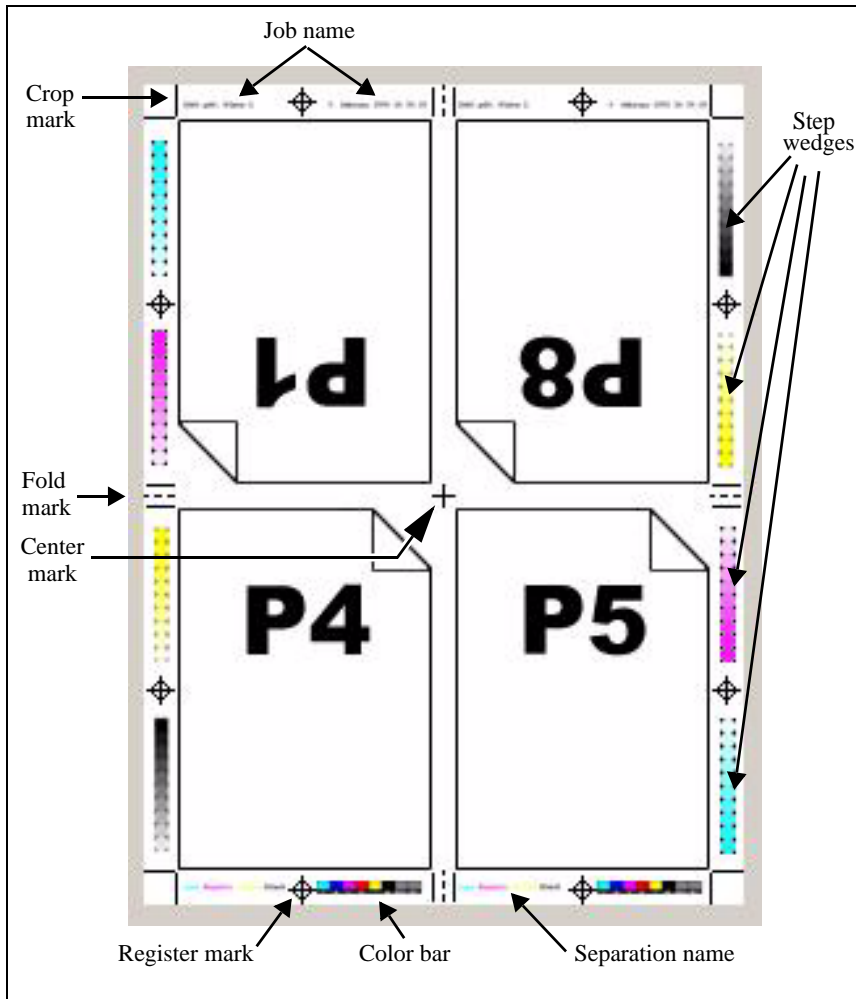 Job name
Crop
mark
Step
wedges
P1
P8
Fold
mark
Center
mark
P4
P5
Register mark
Color bar
Separation name